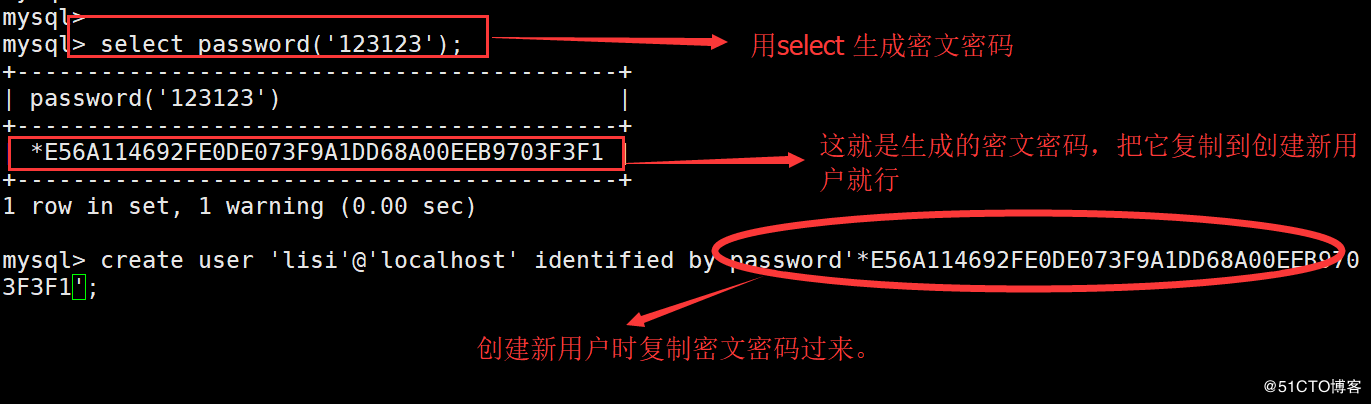 mysql>
mysql> select password('123123');
用select 生成密文密码
+--------------------------------------------+
| password('123123')                         |
+--------------------------------------------+
*E56A114692FE0DE073F9A1DD68A00EEB9703F3F1 |
这就是生成的密文密码，把它复制到创建新用
户就行
+--------------------------------------------+
1 row in set, 1 warning (0.00 sec)
mysql> create user 'lisi'@'localhost' identified by password'*E56A114692FE0DE073F9A1DD68A00EEB970
3F3F1';
创建新用户时复制密文密码过来。
@51CTO博客